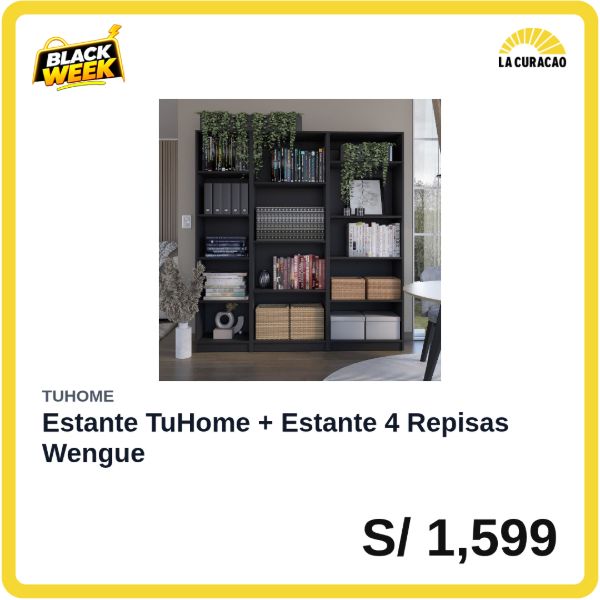 BLACK
WEEK
LA CURACAO
TUHOME
Estante TuHome + Estante 4 Repisas
Wengue
S/ 1,599